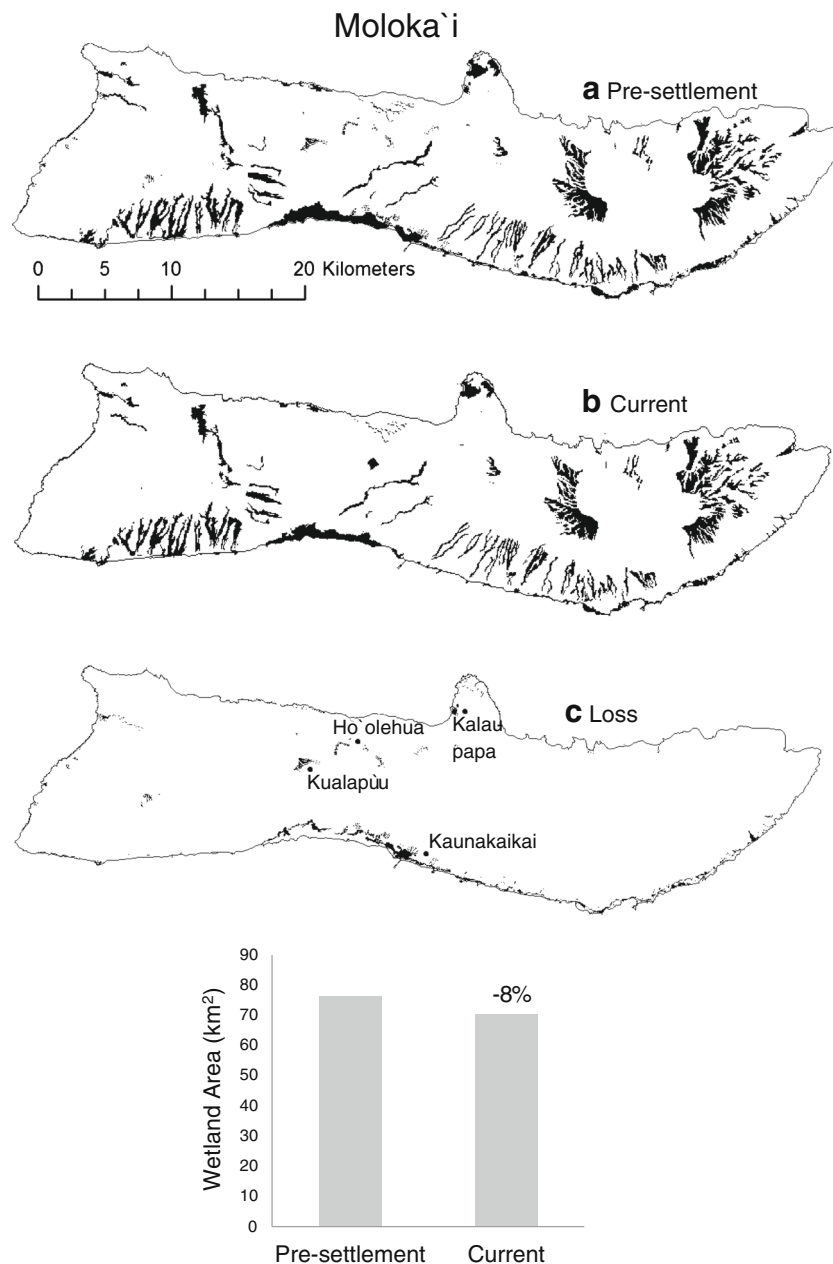 Moloka`i
a Pre-settlement
0 5 10 20 Kilometers
b Current
c Loss
Ho`olehua
Kalau
papa
Kualapùu
Kaunakaikai
90
80
70
60
50
40
30
20
10
0
Wetland Area (km²)
-8%
Pre-settlement Current